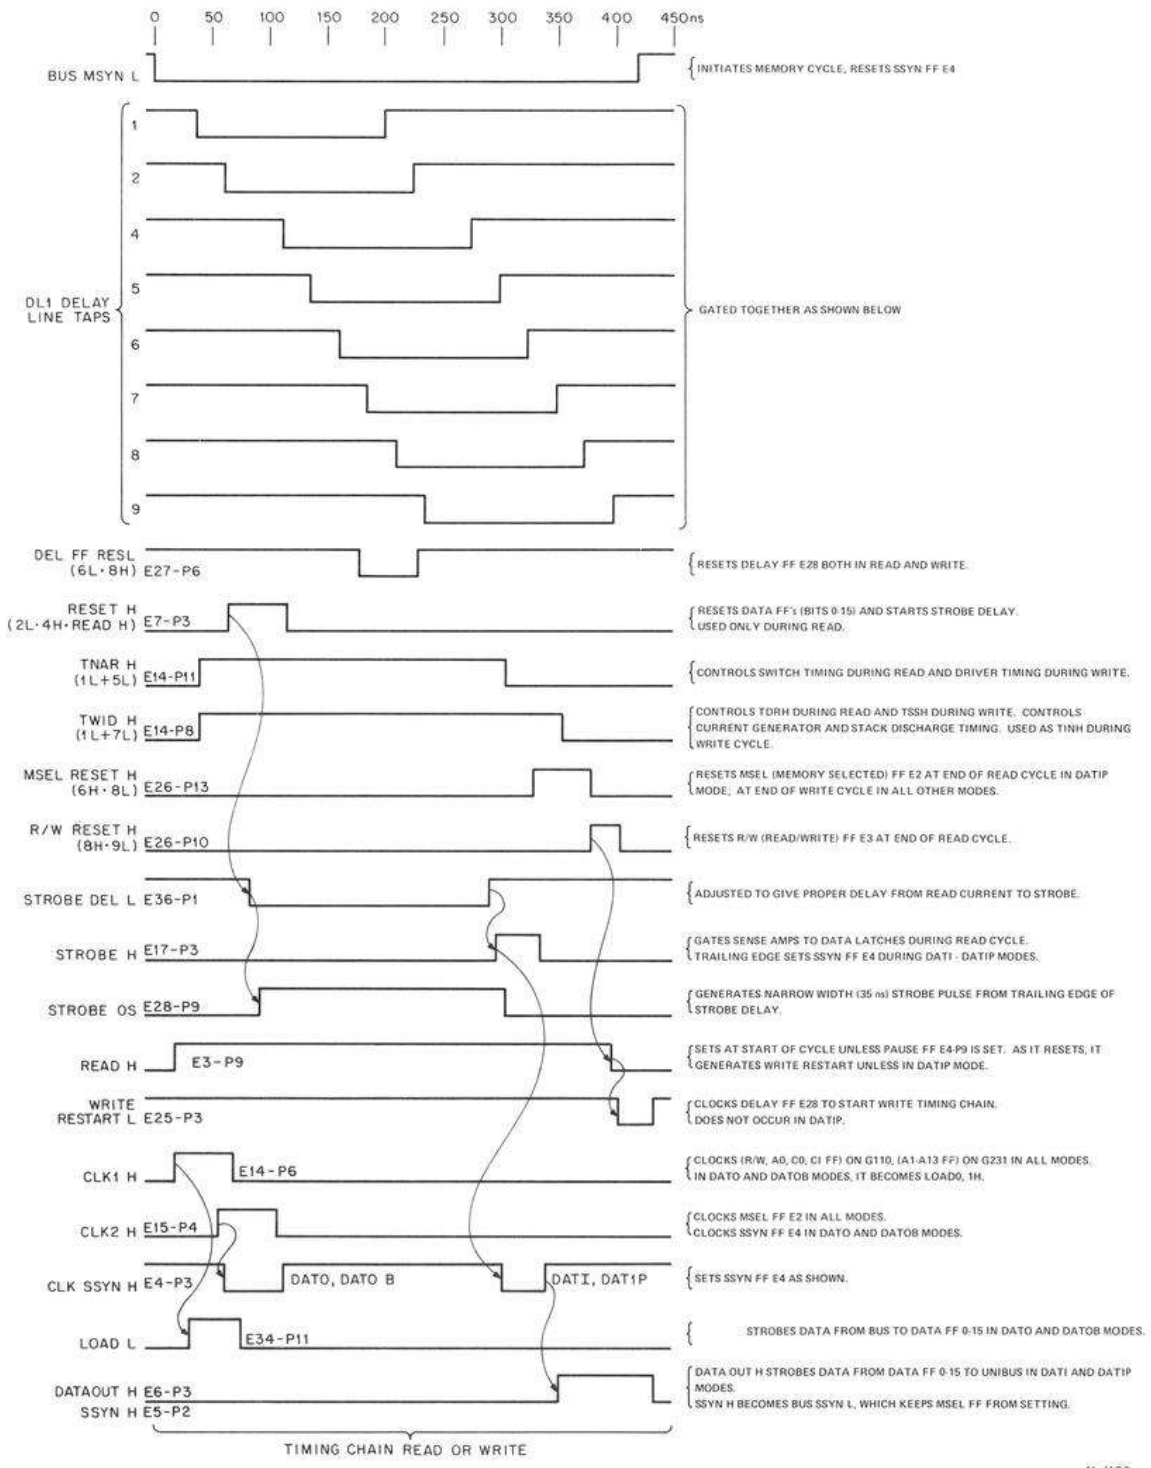 0 50 100 150 200 250 300 350 400 450ns
BUS MSYN L
INITIATES MEMORY CYCLE, RESETS SSYN FF E4
1
2
4
5
DL1 DELAY
LINE TAPS
GATED TOGETHER AS SHOWN BELOW
6
7
8
9
DEL FF RESL
(6L·8H) E27-P6
RESETS DELAY FF E28 BOTH IN READ AND WRITE.
RESET H
(2L·4H·READ H) E7-P3
RESETS DATA FF's (BITS 0-15) AND STARTS STROBE DELAY.
USED ONLY DURING READ.
TNAR H
(1L+5L) E14-P11
CONTROLS SWITCH TIMING DURING READ AND DRIVER TIMING DURING WRITE.
TWID H
(1L+7L) E14-P8
CONTROLS TDRH DURING READ AND TSSH DURING WRITE. CONTROLS
CURRENT GENERATOR AND STACK DISCHARGE TIMING. USED AS TINH DURING
WRITE CYCLE.
MSEL RESET H
(6H·8L) E26-P13
RESETS MSEL (MEMORY SELECTED) FF E2 AT END OF READ CYCLE IN DATIP
MODE; AT END OF WRITE CYCLE IN ALL OTHER MODES.
R/W RESET H
(8H·9L) E26-P10
RESETS R/W (READ/WRITE) FF E3 AT END OF READ CYCLE.
STROBE DEL L E36-P1
ADJUSTED TO GIVE PROPER DELAY FROM READ CURRENT TO STROBE.
STROBE H E17-P3
GATES SENSE AMPS TO DATA LATCHES DURING READ CYCLE.
TRAILING EDGE SETS SSYN FF E4 DURING DATI - DATIP MODES.
STROBE OS E28-P9
GENERATES NARROW WIDTH (35 ns) STROBE PULSE FROM TRAILING EDGE OF
STROBE DELAY.
READ H E3-P9
SETS AT START OF CYCLE UNLESS PAUSE FF E4-P9 IS SET. AS IT RESETS, IT
GENERATES WRITE RESTART UNLESS IN DATIP MODE.
WRITE
RESTART L E25-P3
CLOCKS DELAY FF E28 TO START WRITE TIMING CHAIN.
DOES NOT OCCUR IN DATIP.
CLK1 H E14-P6
CLOCKS (R/W, A0, C0, CI FF) ON G110, (A1-A13 FF) ON G231 IN ALL MODES.
IN DATO AND DATOB MODES, IT BECOMES LOAD0, 1H.
CLK2 H E15-P4
CLOCKS MSEL FF E2 IN ALL MODES.
CLOCKS SSYN FF E4 IN DATO AND DATOB MODES.
CLK SSYN H E4-P3 DATO, DATO B DATI, DAT1P
SETS SSYN FF E4 AS SHOWN.
LOAD L E34-P11
STROBES DATA FROM BUS TO DATA FF 0-15 IN DATO AND DATOB MODES.
DATAOUT H E6-P3
SSYN H E5-P2
DATA OUT H STROBES DATA FROM DATA FF 0-15 TO UNIBUS IN DATI AND DATIP
MODES.
SSYN H BECOMES BUS SSYN L, WHICH KEEPS MSEL FF FROM SETTING.
TIMING CHAIN READ OR WRITE